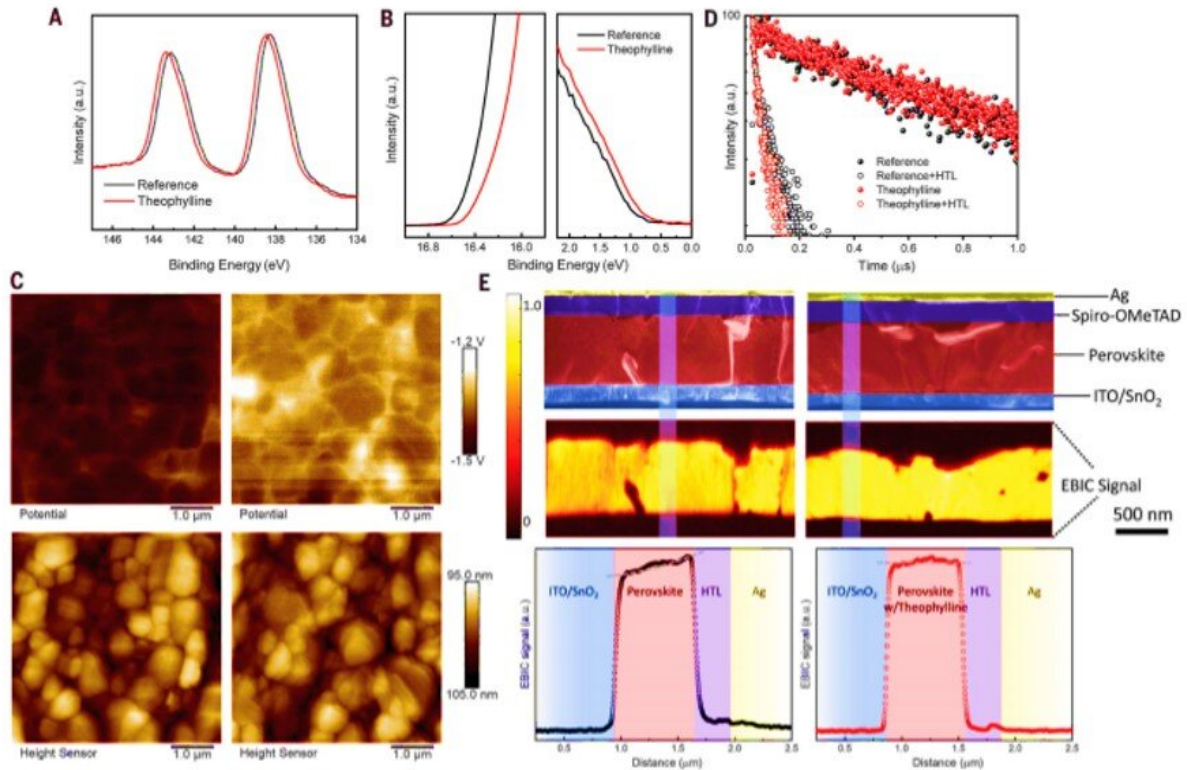 A
Intensity (a.u.)
Reference
Theophylline
146 144 142 140 138 136 134
Binding Energy (eV)
B
Intensity (a.u.)
Reference
Theophylline
16.8 16.4 16.0 2.0 1.5 1.0 0.5 0.0
Binding Energy (eV)
D
100
Intensity (a.u.)
Reference
Reference+HTL
Theophylline
Theophylline+HTL
0.0 0.2 0.4 0.6 0.8 1.0
Time (μs)
C
-1.2 V
-1.5 V
Potential 1.0 μm
Potential 1.0 μm
95.0 nm
105.0 nm
Height Sensor 1.0 μm
Height Sensor 1.0 μm
E
1.0
0
Ag
Spiro-OMeTAD
Perovskite
ITO/SnO₂
EBIC Signal
500 nm
EBIC signal (a.u.)
ITO/SnO₂ Perovskite HTL Ag
0.5 1.0 1.5 2.0 2.5
Distance (μm)
EBIC signal (a.u.)
ITO/SnO₂ Perovskite HTL Ag
w/Theophylline
0.5 1.0 1.5 2.0 2.5
Distance (μm)